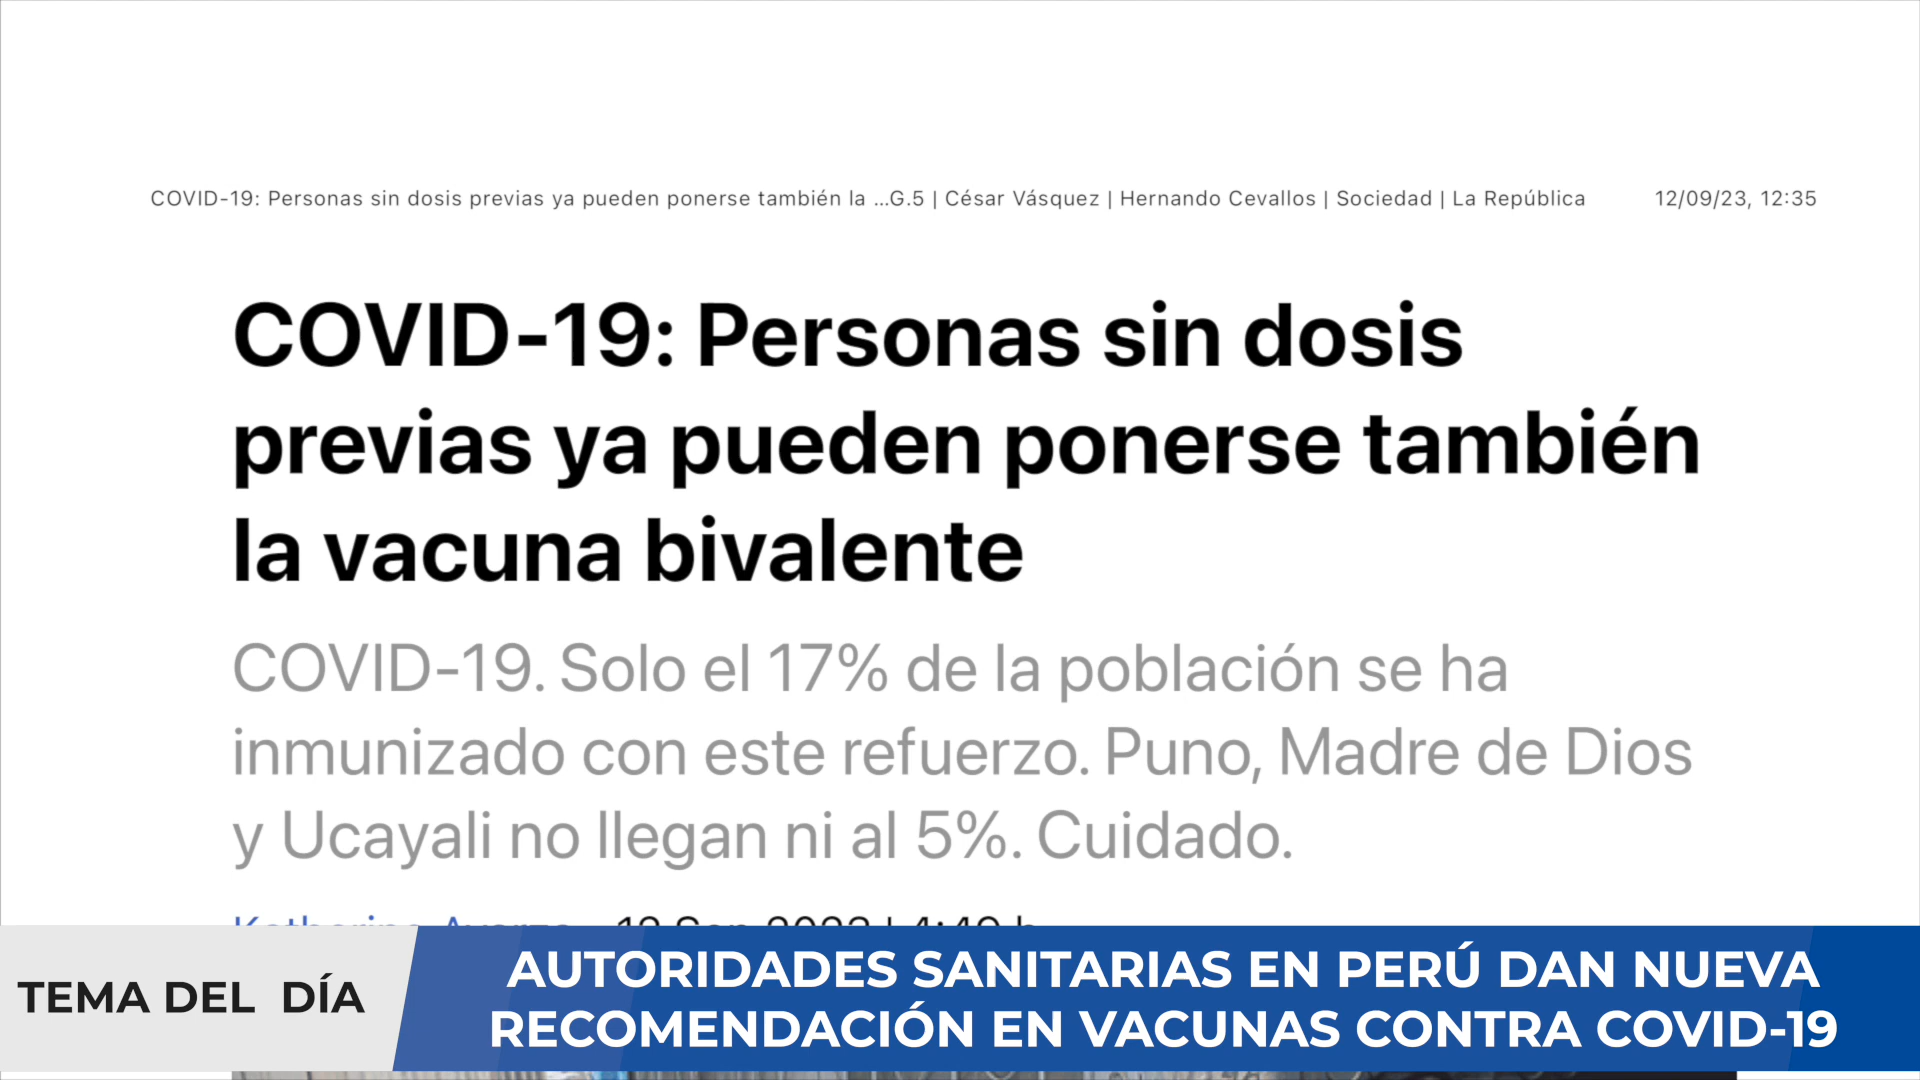 COVID-19: Personas sin dosis previas ya pueden ponerse también la ...G.5 | César Vásquez | Hernando Cevallos | Sociedad | La República 12/09/23, 12:35
COVID-19: Personas sin dosis
previas ya pueden ponerse también
la vacuna bivalente
COVID-19. Solo el 17% de la población se ha
inmunizado con este refuerzo. Puno, Madre de Dios
y Ucayali no llegan ni al 5%. Cuidado.
TEMA DEL DÍA
AUTORIDADES SANITARIAS EN PERÚ DAN NUEVA
RECOMENDACIÓN EN VACUNAS CONTRA COVID-19